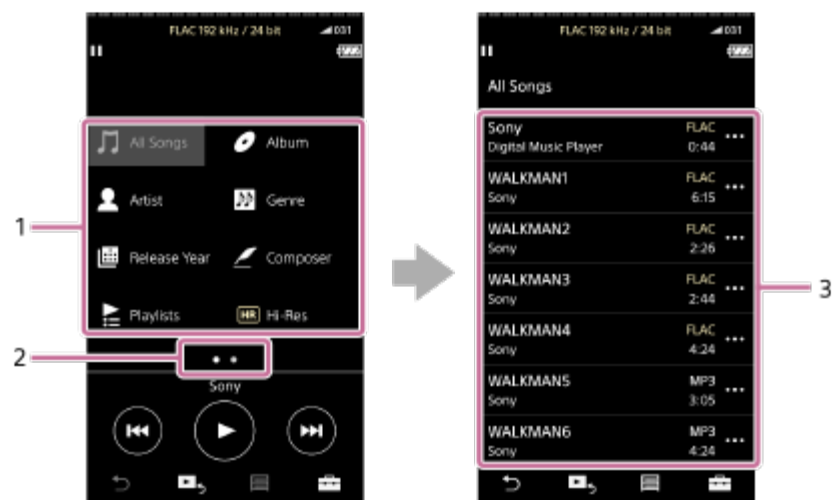 FLAC 192 kHz / 24 bit
031
All Songs
Album
Artist
Genre
Release Year
Composer
Playlists
HR Hi-Res
Sony
1
2
FLAC 192 kHz / 24 bit
031
All Songs
Sony FLAC
Digital Music Player 0:44
WALKMAN1 FLAC
Sony 6:15
WALKMAN2 FLAC
Sony 2:26
WALKMAN3 FLAC
Sony 2:44
WALKMAN4 FLAC
Sony 4:24
WALKMAN5 MP3
Sony 3:05
WALKMAN6 MP3
Sony 4:24
3